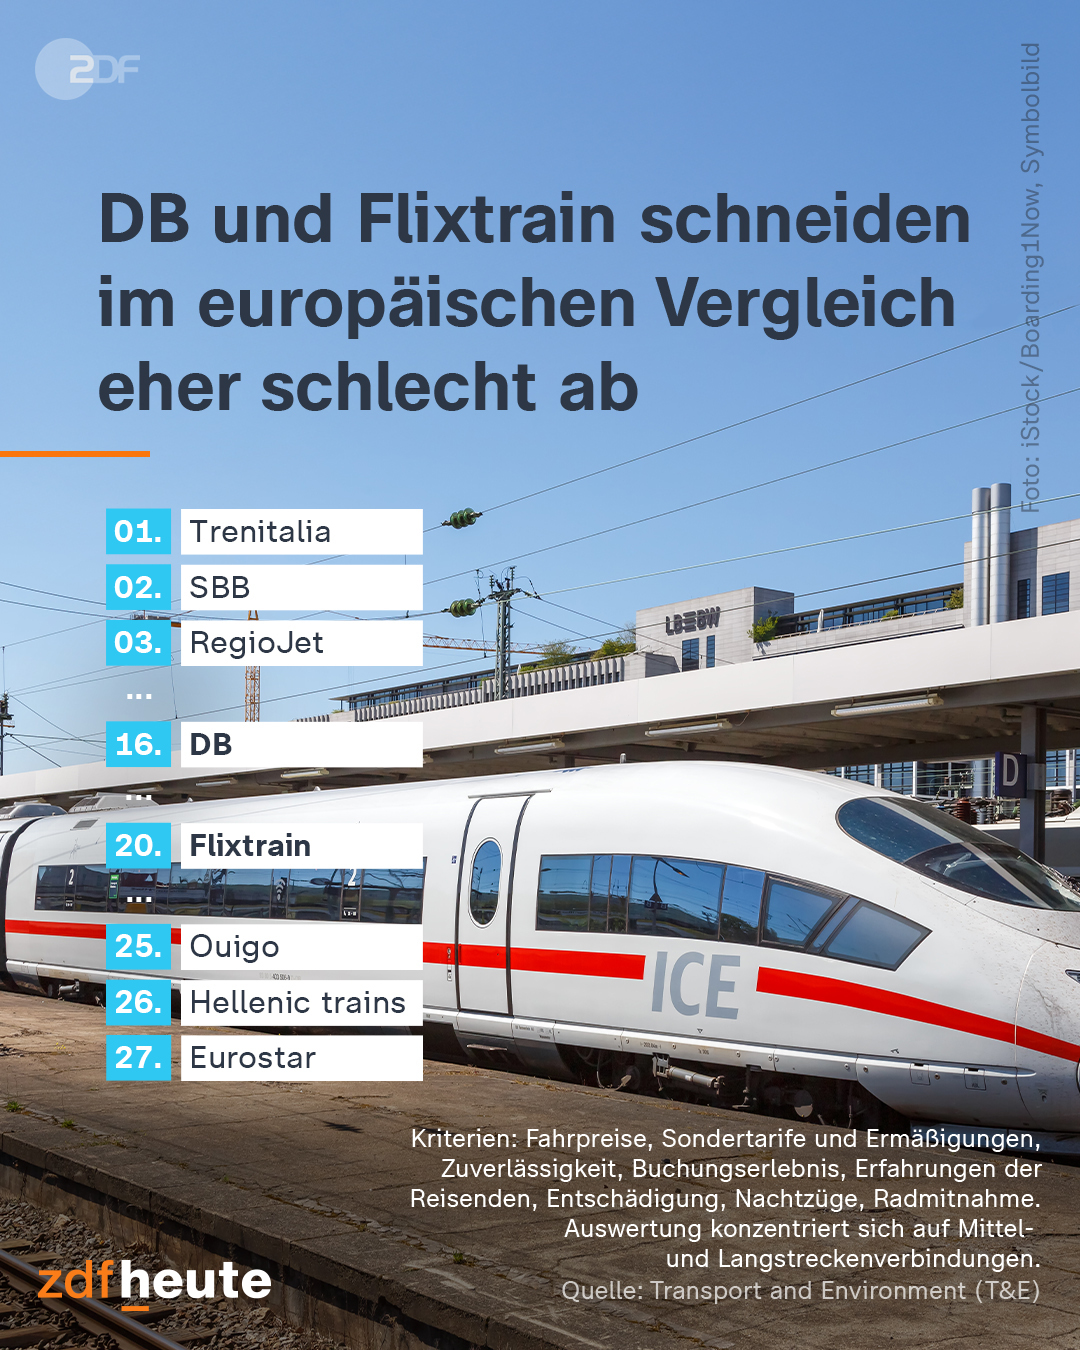 ZDF
Foto: iStock/Boarding1Now, Symbolbild
DB und Flixtrain schneiden
im europäischen Vergleich
eher schlecht ab
01. Trenitalia
02. SBB
03. RegioJet
...
16. DB
...
20. Flixtrain
...
25. Ouigo
26. Hellenic trains
27. Eurostar
LBBW
D
2
2
ICE
Kriterien: Fahrpreise, Sondertarife und Ermäßigungen,
Zuverlässigkeit, Buchungserlebnis, Erfahrungen der
Reisenden, Entschädigung, Nachtzüge, Radmitnahme.
Auswertung konzentriert sich auf Mittel-
und Langstreckenverbindungen.
Quelle: Transport and Environment (T&E)
zdfheute